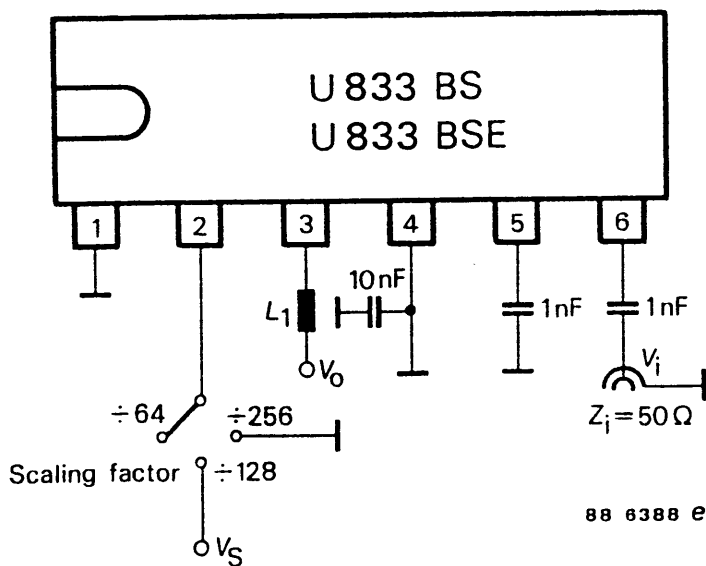 U 833 BS
U 833 BSE
1 2 3 4 5 6
10 nF
L1
1 nF
1 nF
Vo
Vi
÷64
÷256
Zi = 50 Ω
Scaling factor
÷128
88 6388 e
VS